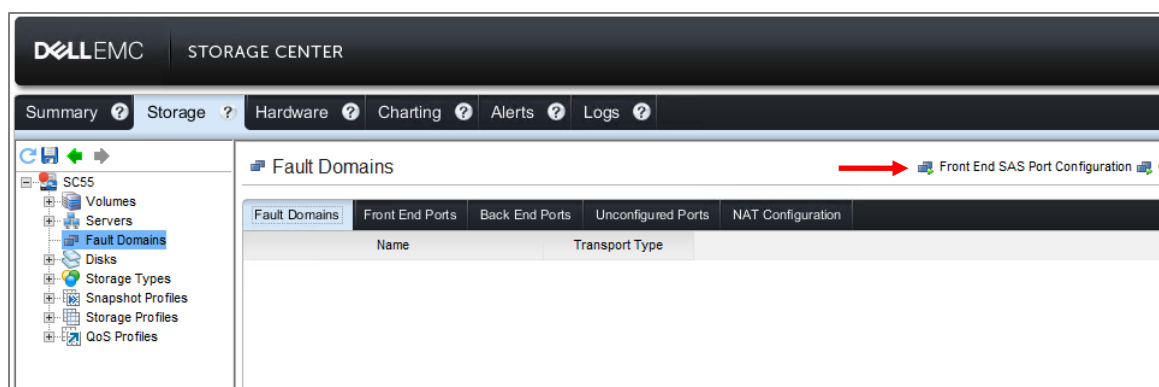 DELLEMC STORAGE CENTER
Summary ? Storage ? Hardware ? Charting ? Alerts ? Logs ?
Fault Domains
Front End SAS Port Configuration
SC55
Volumes
Servers
Fault Domains
Disks
Storage Types
Snapshot Profiles
Storage Profiles
QoS Profiles
Fault Domains Front End Ports Back End Ports Unconfigured Ports NAT Configuration
Name Transport Type